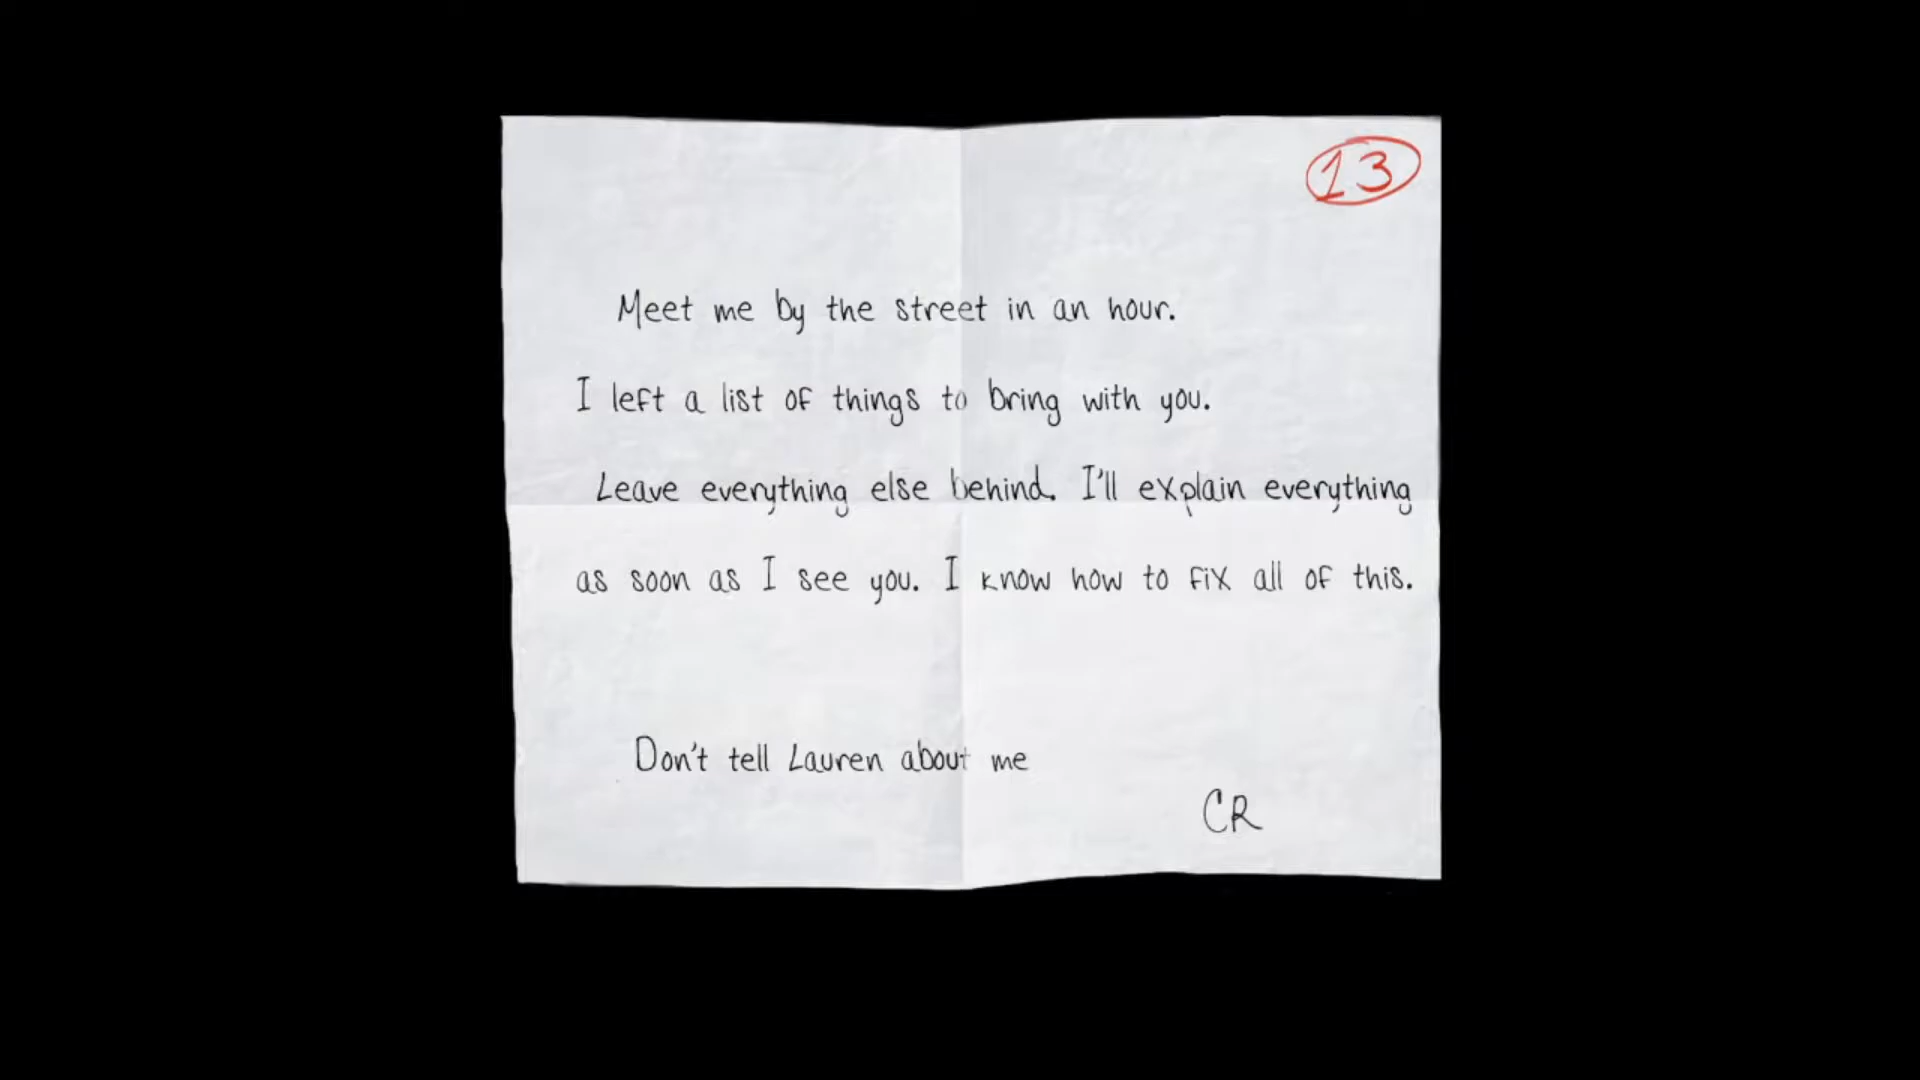 13
Meet me by the street in an hour.
I left a list of things to bring with you.
Leave everything else behind. I'll explain everything
as soon as I see you. I know how to fix all of this.
Don't tell Lauren about me
CR